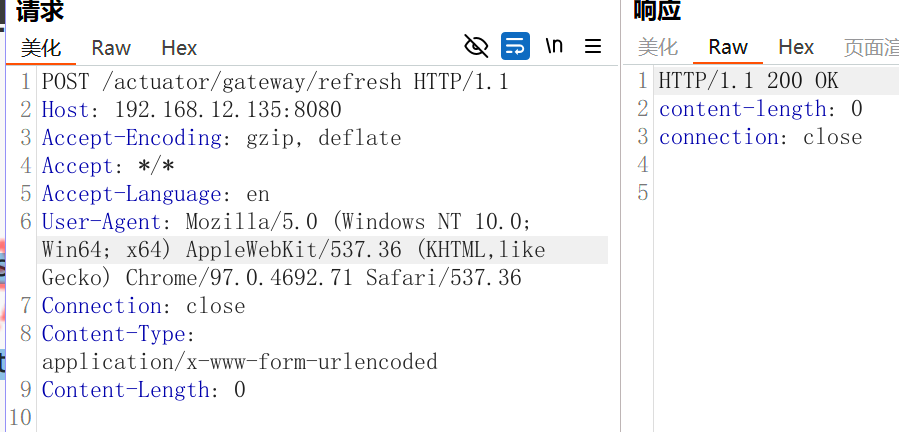 请求
美化 Raw Hex \n
1 POST /actuator/gateway/refresh HTTP/1.1
2 Host: 192.168.12.135:8080
3 Accept-Encoding: gzip, deflate
4 Accept: */*
5 Accept-Language: en
6 User-Agent: Mozilla/5.0 (Windows NT 10.0;
Win64; x64) AppleWebKit/537.36 (KHTML,like
Gecko) Chrome/97.0.4692.71 Safari/537.36
7 Connection: close
8 Content-Type:
application/x-www-form-urlencoded
9 Content-Length: 0
10
响应
美化 Raw Hex 页面渲
1 HTTP/1.1 200 OK
2 content-length: 0
3 connection: close
4
5